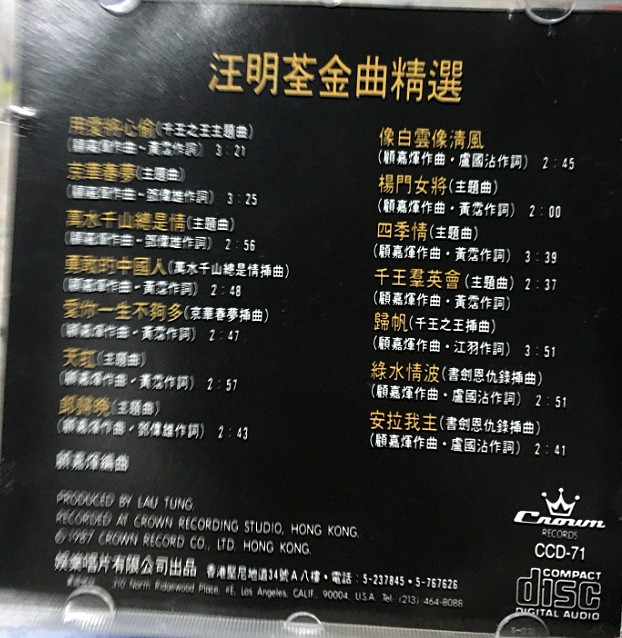 汪明荃金曲精選
用愛將心偷(千王之王主題曲)
(顧嘉煇作曲·黃霑作詞) 3:21
京華春夢(主題曲)
(顧嘉煇作曲·鄧偉雄作詞) 3:25
萬水千山總是情(主題曲)
(顧嘉煇作曲·鄧偉雄作詞) 2:56
勇敢的中國人(萬水千山總是情挿曲)
(顧嘉煇作曲·黃霑作詞) 2:48
愛你一生不夠多(京華春夢挿曲)
(顧嘉煇作曲·黃霑作詞) 2:47
天虹(主題曲)
(顧嘉煇作曲·黃霑作詞) 2:57
郎歸晚(主題曲)
(顧嘉煇作曲·鄧偉雄作詞) 2:43
顧嘉煇編曲
像白雲像清風
(顧嘉煇作曲·盧國沾作詞) 2:45
楊門女將(主題曲)
(顧嘉煇作曲·黃霑作詞) 2:00
四季情(主題曲)
(顧嘉煇作曲·黃霑作詞) 3:39
千王羣英會(主題曲) 2:37
(顧嘉煇作曲·黃霑作詞)
歸帆(千王之王挿曲)
(顧嘉煇作曲·江羽作詞) 3:51
綠水情波(書劍恩仇錄挿曲)
(顧嘉煇作曲·盧國沾作詞) 2:51
安拉我主(書劍恩仇錄挿曲)
(顧嘉煇作曲·盧國沾作詞) 2:41
PRODUCED BY LAU TUNG.
RECORDED AT CROWN RECORDING STUDIO, HONG KONG.
1987 CROWN RECORD CO., LTD. HONG KONG.
娛樂唱片有限公司出品 香港堅尼地道34號A八樓·電話:5-237845·5-767626
310 North Ridgewood Place, #E, Los Angeles, CALIF. 90004, U.S.A. Tel: (213) 464-8088
Crown
RECORDS
CCD-71
COMPACT
disc
DIGITAL AUDIO